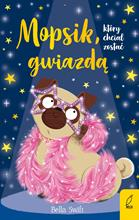 Mopsik,
który chciał
zostać
gwiazdą
Bella Swift